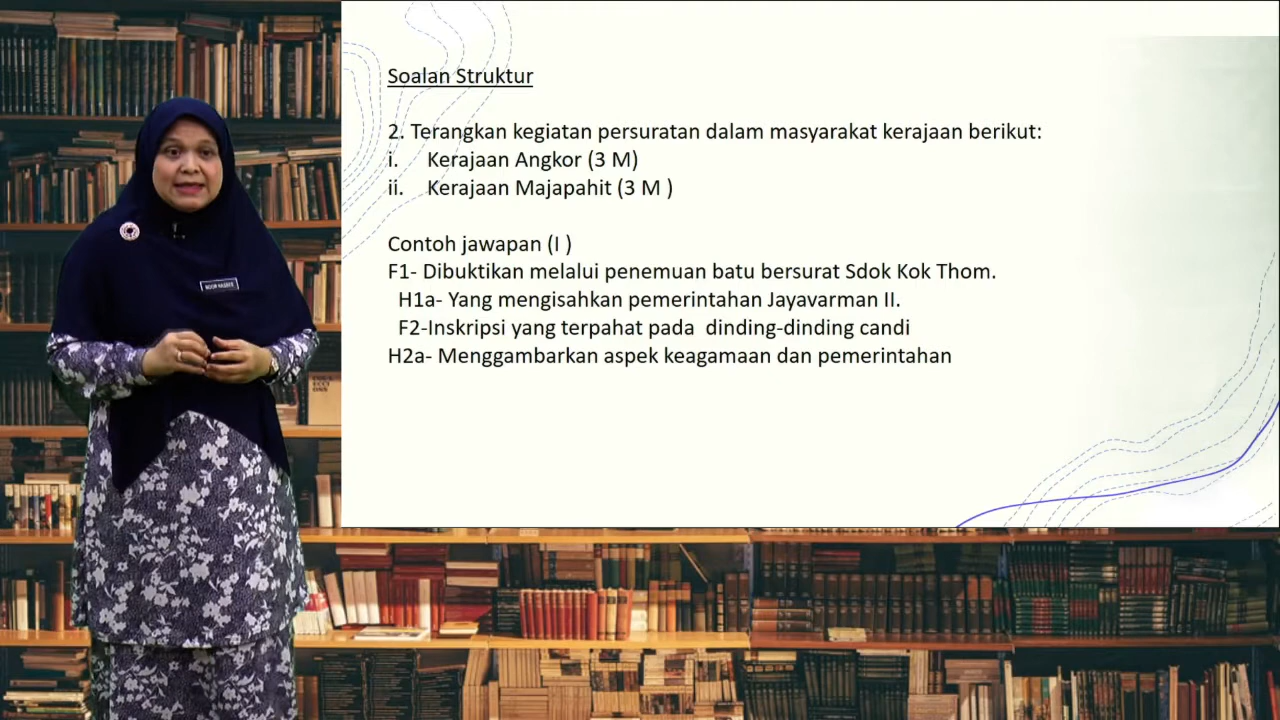 Soalan Struktur
2. Terangkan kegiatan persuratan dalam masyarakat kerajaan berikut:
i. Kerajaan Angkor (3 M)
ii. Kerajaan Majapahit (3 M )
Contoh jawapan (I )
F1- Dibuktikan melalui penemuan batu bersurat Sdok Kok Thom.
H1a- Yang mengisahkan pemerintahan Jayavarman II.
F2-Inskripsi yang terpahat pada  dinding-dinding candi
H2a- Menggambarkan aspek keagamaan dan pemerintahan